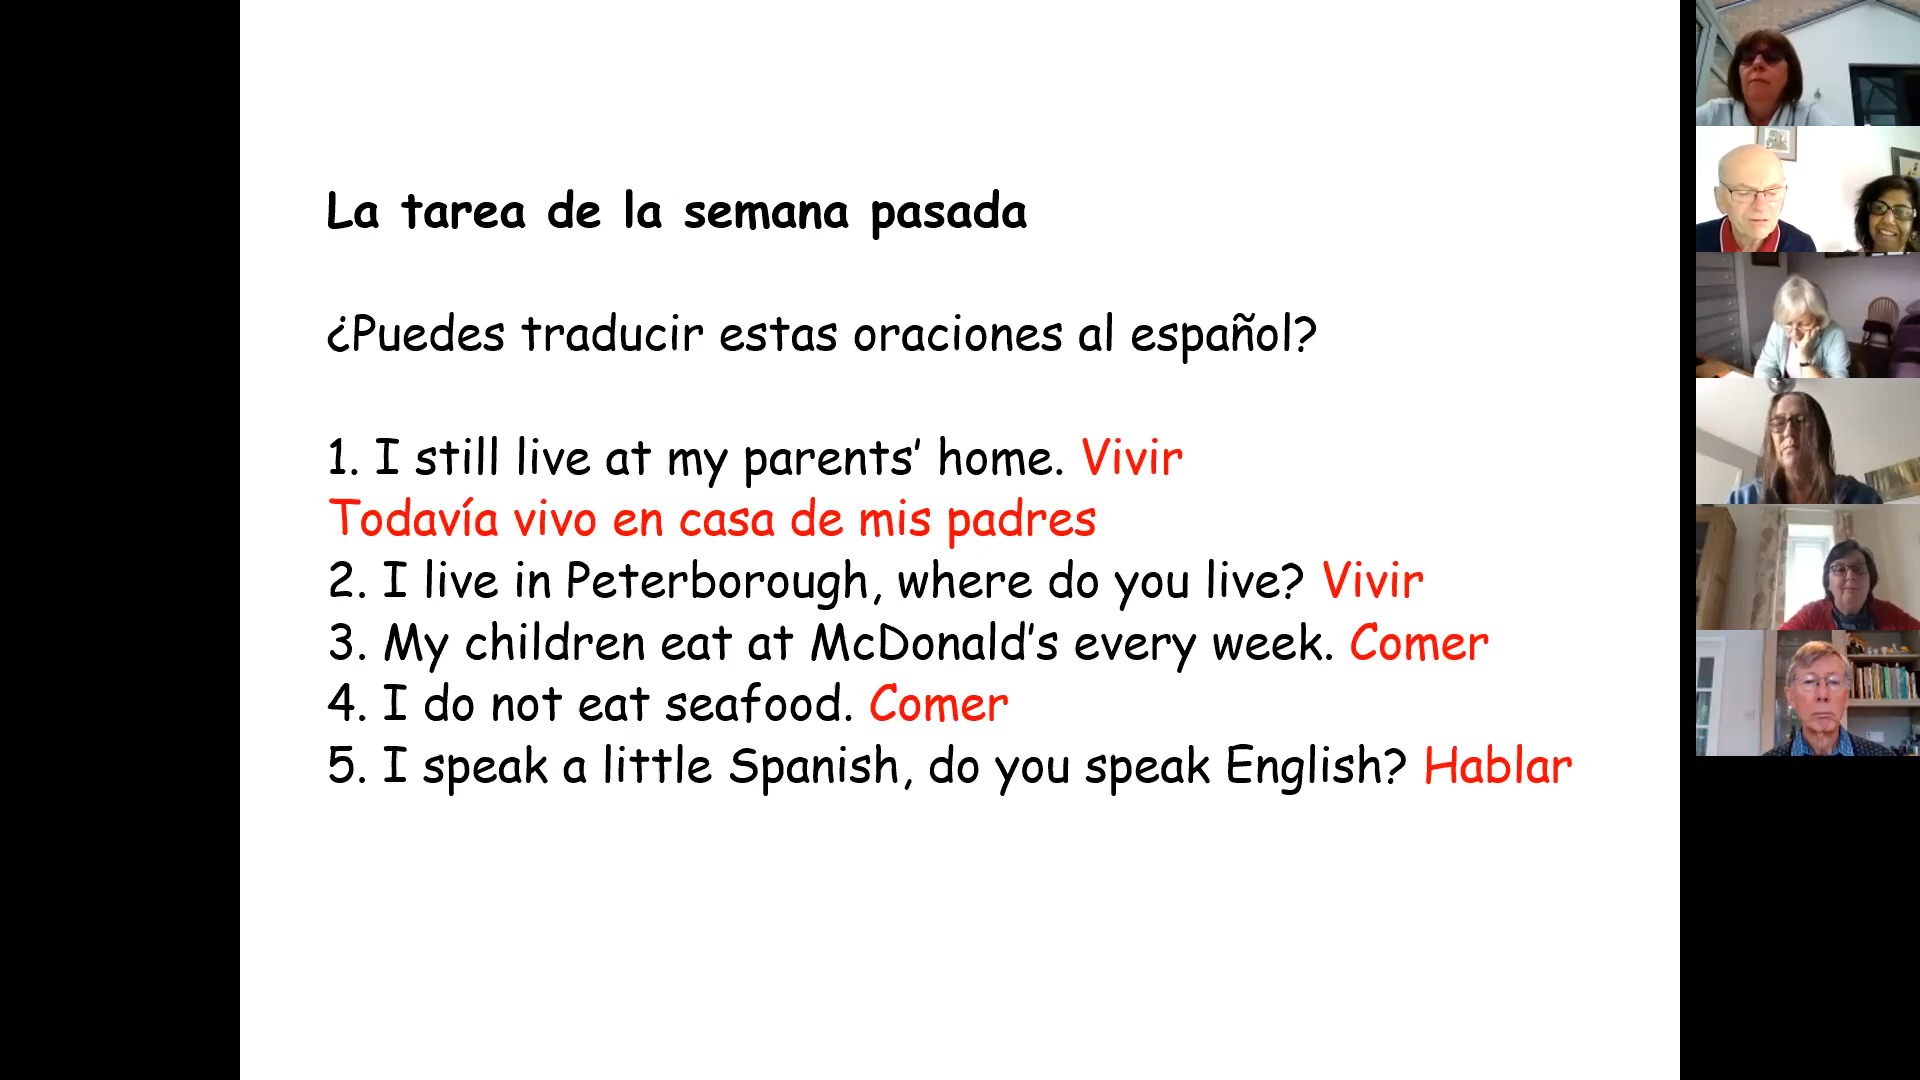 La tarea de la semana pasada
¿Puedes traducir estas oraciones al español?
1. I still live at my parents’ home. Vivir
Todavía vivo en casa de mis padres
2. I live in Peterborough, where do you live? Vivir
3. My children eat at McDonald’s every week. Comer
4. I do not eat seafood. Comer
5. I speak a little Spanish, do you speak English? Hablar